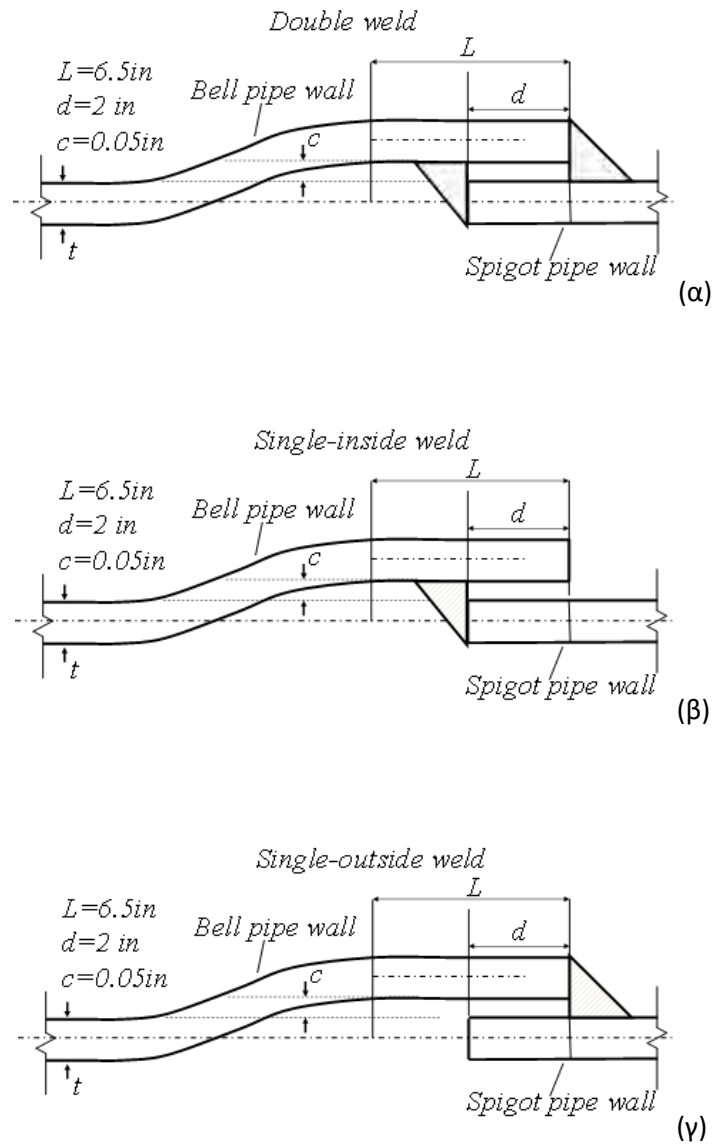 Double weld
L=6.5in
d=2 in
c=0.05in
Bell pipe wall
L
d
c
t
Spigot pipe wall
(α)
Single-inside weld
L=6.5in
d=2 in
c=0.05in
Bell pipe wall
L
d
c
t
Spigot pipe wall
(β)
Single-outside weld
L=6.5in
d=2 in
c=0.05in
Bell pipe wall
L
d
c
t
Spigot pipe wall
(γ)